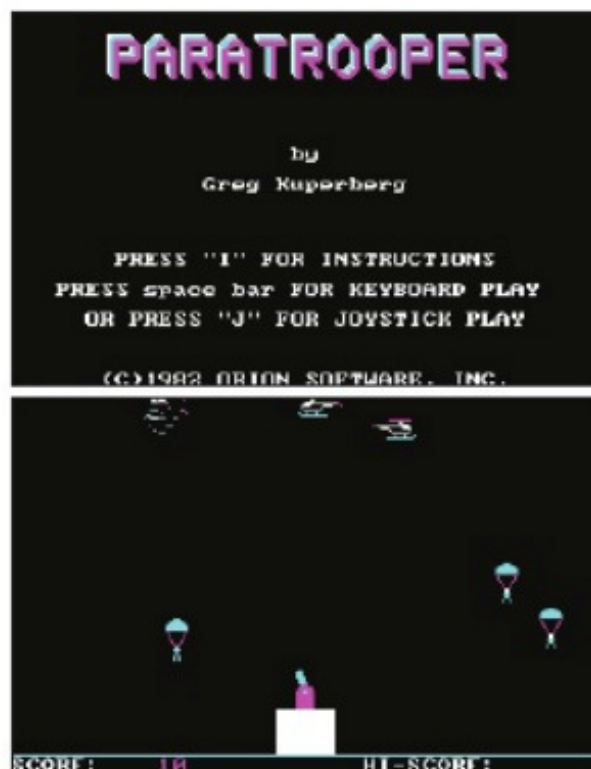 PARATROOPER
by
Greg Kuperberg
PRESS "I" FOR INSTRUCTIONS
PRESS space bar FOR KEYBOARD PLAY
OR PRESS "J" FOR JOYSTICK PLAY
(C)1982 ORION SOFTWARE, INC.
SCORE: 10 HI-SCORE: